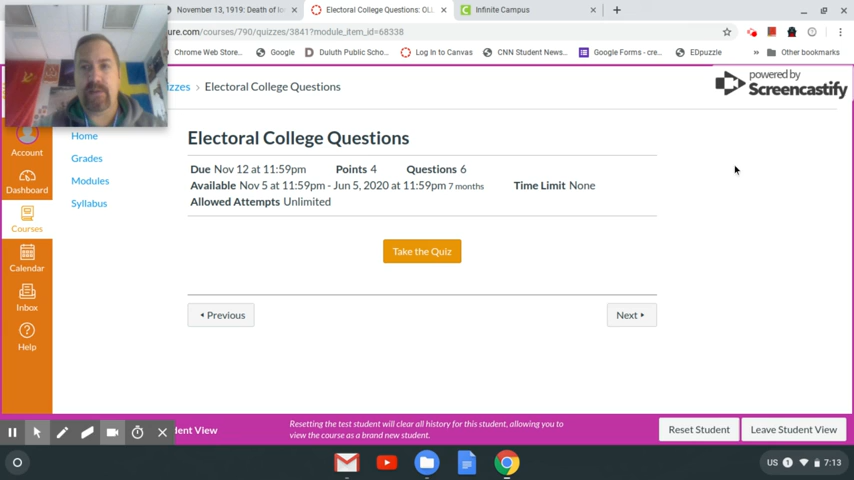 November 13, 1919: Death of
Electoral College Questions: OL
Infinite Campus
ure.com/courses/790/quizzes/3841?module_item_id=68338
Chrome Web Store...
Google
Duluth Public Scho...
Log In to Canvas
CNN Student News...
Google Forms - cre...
EDpuzzle
»
Other bookmarks
powered by
Screencastify
izzes > Electoral College Questions
Account
Dashboard
Courses
Calendar
Inbox
Help
Home
Grades
Modules
Syllabus
Electoral College Questions
Due Nov 12 at 11:59pm Points 4 Questions 6
Available Nov 5 at 11:59pm - Jun 5, 2020 at 11:59pm 7 months Time Limit None
Allowed Attempts Unlimited
Take the Quiz
Previous
Next
dent View
Resetting the test student will clear all history for this student, allowing you to
view the course as a brand new student.
Reset Student
Leave Student View
US 1 7:13